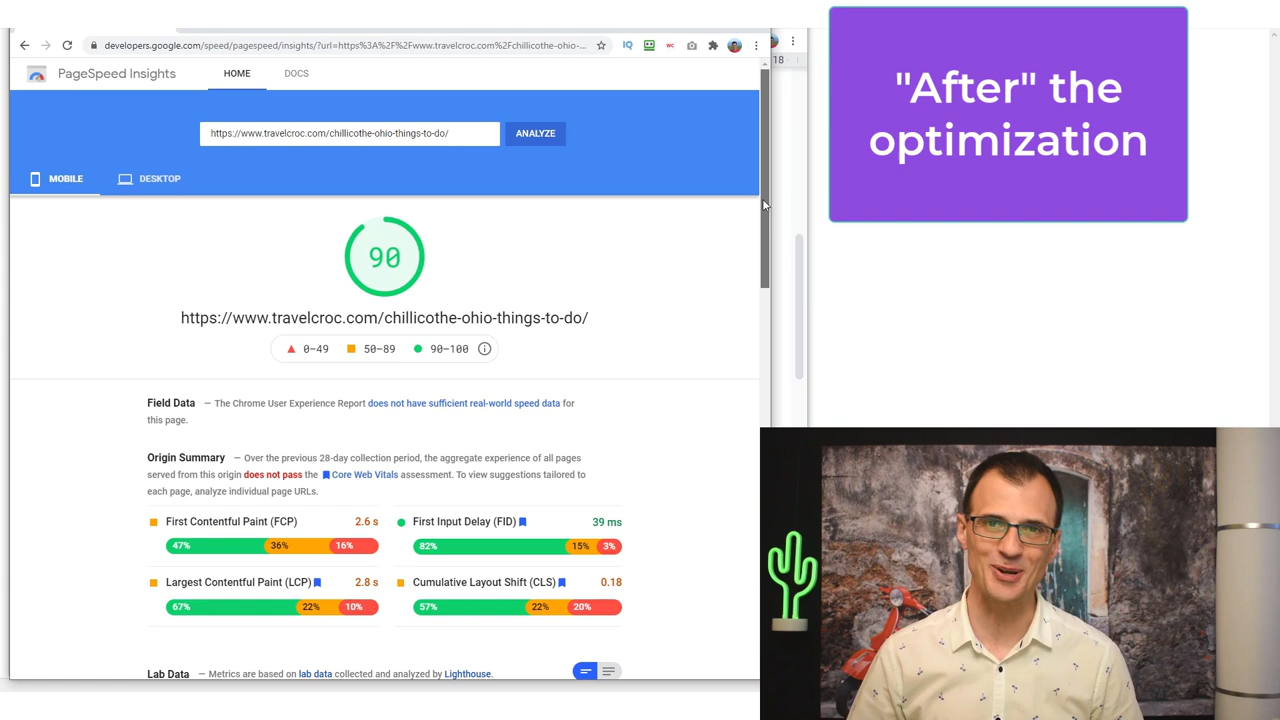 developers.google.com/speed/pagespeed/insights/?url=https%3A%2F%2Fwww.travelcroc.com%2Fchillicothe-ohio-...
IQ
WC
18
PageSpeed Insights
HOME
DOCS
https://www.travelcroc.com/chillicothe-ohio-things-to-do/
ANALYZE
MOBILE
DESKTOP
90
https://www.travelcroc.com/chillicothe-ohio-things-to-do/
0–49 50–89 90–100
Field Data — The Chrome User Experience Report does not have sufficient real-world speed data for
this page.
Origin Summary — Over the previous 28-day collection period, the aggregate experience of all pages
served from this origin does not pass the Core Web Vitals assessment. To view suggestions tailored to
each page, analyze individual page URLs.
First Contentful Paint (FCP) 2.6 s
47% 36% 16%
First Input Delay (FID) 39 ms
82% 15% 3%
Largest Contentful Paint (LCP) 2.8 s
67% 22% 10%
Cumulative Layout Shift (CLS) 0.18
57% 22% 20%
Lab Data — Metrics are based on lab data collected and analyzed by Lighthouse.
"After" the
optimization